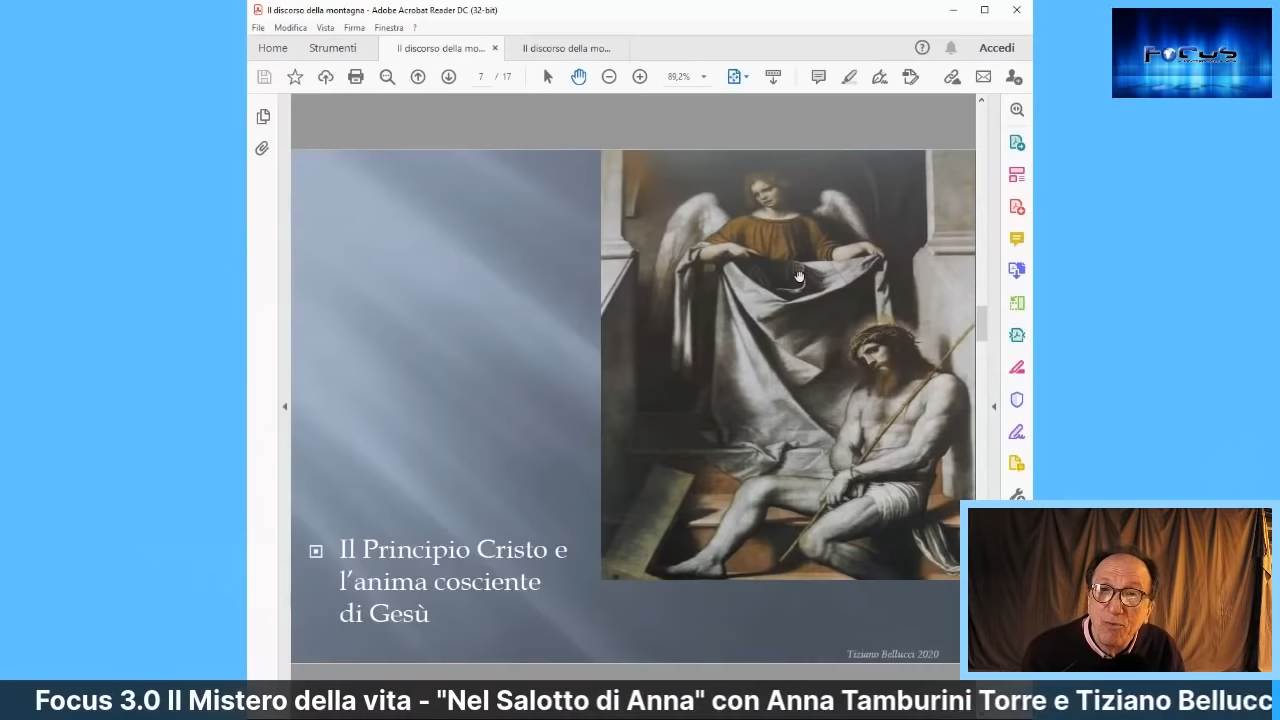 Il discorso della montagna - Adobe Acrobat Reader DC (32-bit)
File Modifica Vista Firma Finestra ?
Home Strumenti Il discorso della mo... × Il discorso della mo... Accedi
7 / 17 89,2%
FOCUS
Il Principio Cristo e
l’anima cosciente
di Gesù
Tiziano Bellucci 2020
Focus 3.0 Il Mistero della vita - "Nel Salotto di Anna" con Anna Tamburini Torre e Tiziano Bellucc